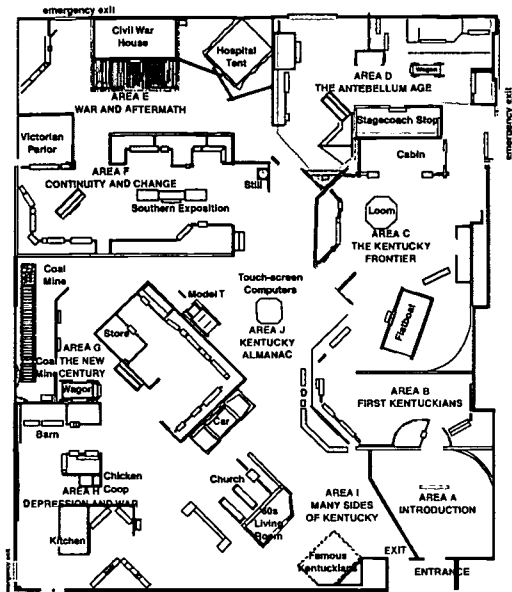 emergency exit
Civil War
House
Hospital
Tent
AREA E
WAR AND AFTERMATH
AREA D
THE ANTEBELLUM AGE
Wagon
Stagecoach Stop
emergency exit
Victorian
Parlor
Cabin
AREA F
CONTINUITY AND CHANGE
Still
Southern Exposition
Loom
AREA C
THE KENTUCKY
FRONTIER
Coal
Mine
Touch-screen
Computers
Model T
Flatboat
Store
AREA J
KENTUCKY
ALMANAC
AREA G
THE NEW
CENTURY
Coal
Mine
Wagon
AREA B
FIRST KENTUCKIANS
Car
Barn
Chicken
Coop
Church
AREA H
DEPRESSION AND WAR
AREA I
MANY SIDES
OF KENTUCKY
AREA A
INTRODUCTION
'60s
Living
Room
Kitchen
Famous
Kentuckians
EXIT
ENTRANCE
emergency exit